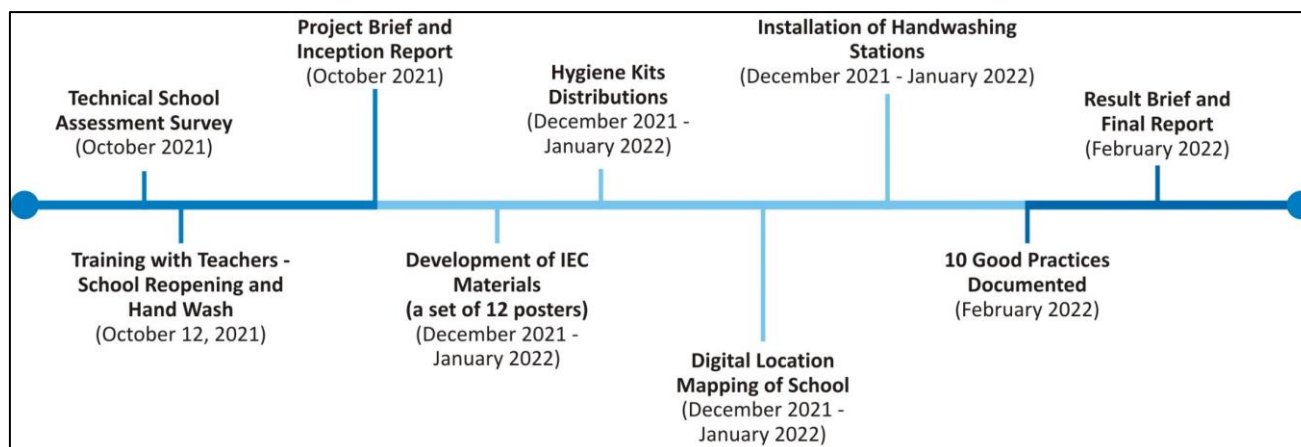 Technical School
Assessment Survey
(October 2021)
Training with Teachers -
School Reopening and
Hand Wash
(October 12, 2021)
Project Brief and
Inception Report
(October 2021)
Development of IEC
Materials
(a set of 12 posters)
(December 2021 -
January 2022)
Hygiene Kits
Distributions
(December 2021 -
January 2022)
Digital Location
Mapping of School
(December 2021 -
January 2022)
Installation of Handwashing
Stations
(December 2021 - January 2022)
10 Good Practices
Documented
(February 2022)
Result Brief and
Final Report
(February 2022)